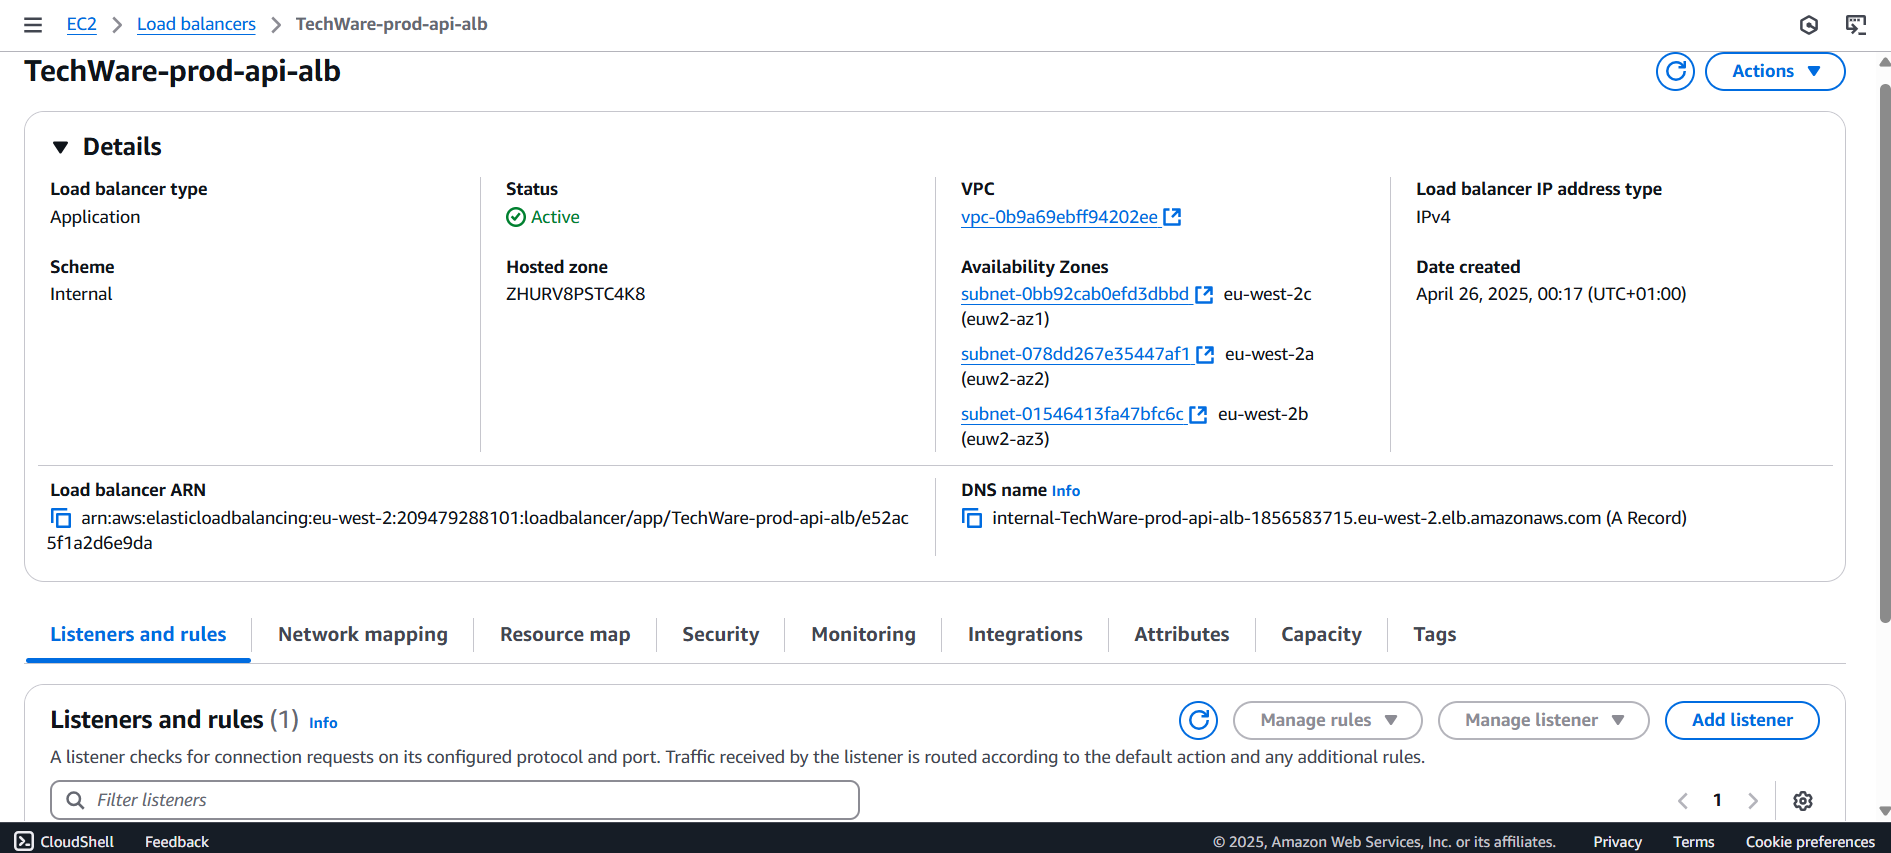 EC2 Load balancers TechWare-prod-api-alb
TechWare-prod-api-alb
Actions
Details
Load balancer type
Application
Status
Active
VPC
vpc-0b9a69ebff94202ee
Load balancer IP address type
IPv4
Scheme
Internal
Hosted zone
ZHURV8PSTC4K8
Availability Zones
subnet-0bb92cab0efd3dbbd eu-west-2c
(euw2-az1)
subnet-078dd267e35447af1 eu-west-2a
(euw2-az2)
subnet-01546413fa47bfc6c eu-west-2b
(euw2-az3)
Date created
April 26, 2025, 00:17 (UTC+01:00)
Load balancer ARN
arn:aws:elasticloadbalancing:eu-west-2:209479288101:loadbalancer/app/TechWare-prod-api-alb/e52ac
5f1a2d6e9da
DNS name Info
internal-TechWare-prod-api-alb-1856583715.eu-west-2.elb.amazonaws.com (A Record)
Listeners and rules Network mapping Resource map Security Monitoring Integrations Attributes Capacity Tags
Listeners and rules (1) Info
Manage rules Manage listener Add listener
A listener checks for connection requests on its configured protocol and port. Traffic received by the listener is routed according to the default action and any additional rules.
Filter listeners
1
CloudShell Feedback © 2025, Amazon Web Services, Inc. or its affiliates. Privacy Terms Cookie preferences